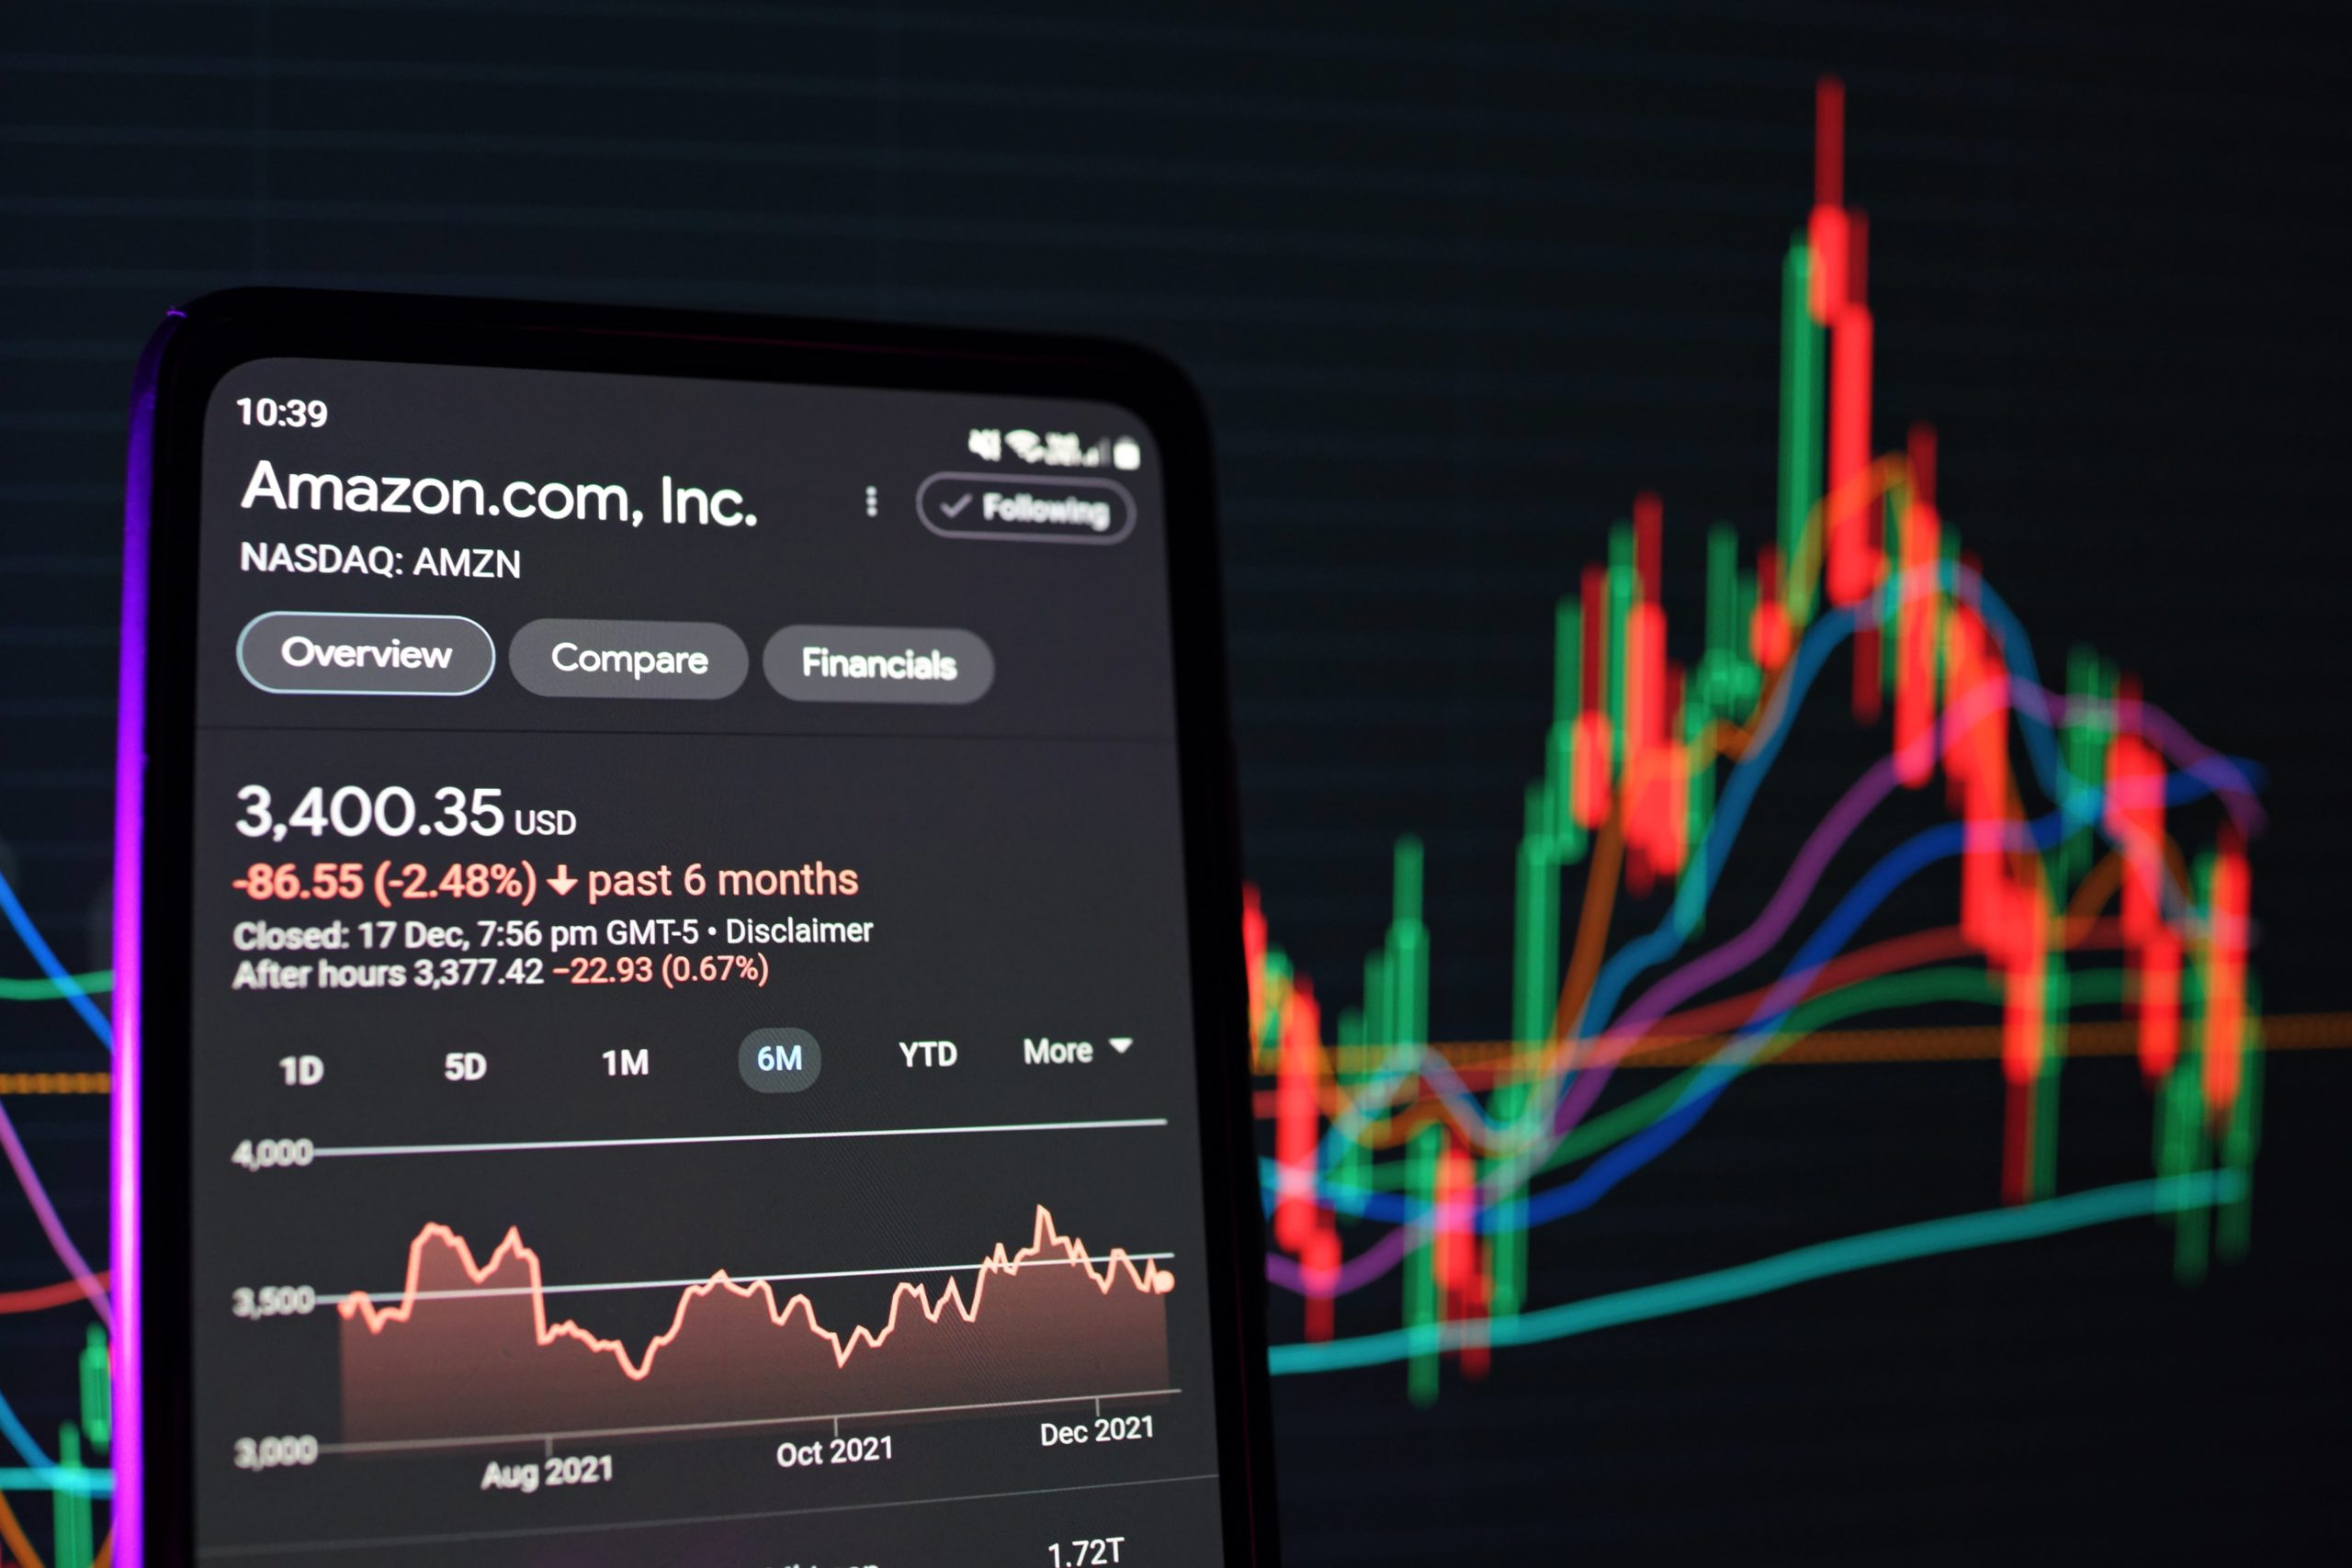 10:39
Amazon.com, Inc.
Following
NASDAQ: AMZN
Overview Compare Financials
3,400.35 USD
-86.55 (-2.48%) ↓ past 6 months
Closed: 17 Dec, 7:56 pm GMT-5 • Disclaimer
After hours 3,377.42 −22.93 (0.67%)
1D 5D 1M 6M YTD More
4,000
3,500
3,000
Aug 2021 Oct 2021 Dec 2021
1.72T